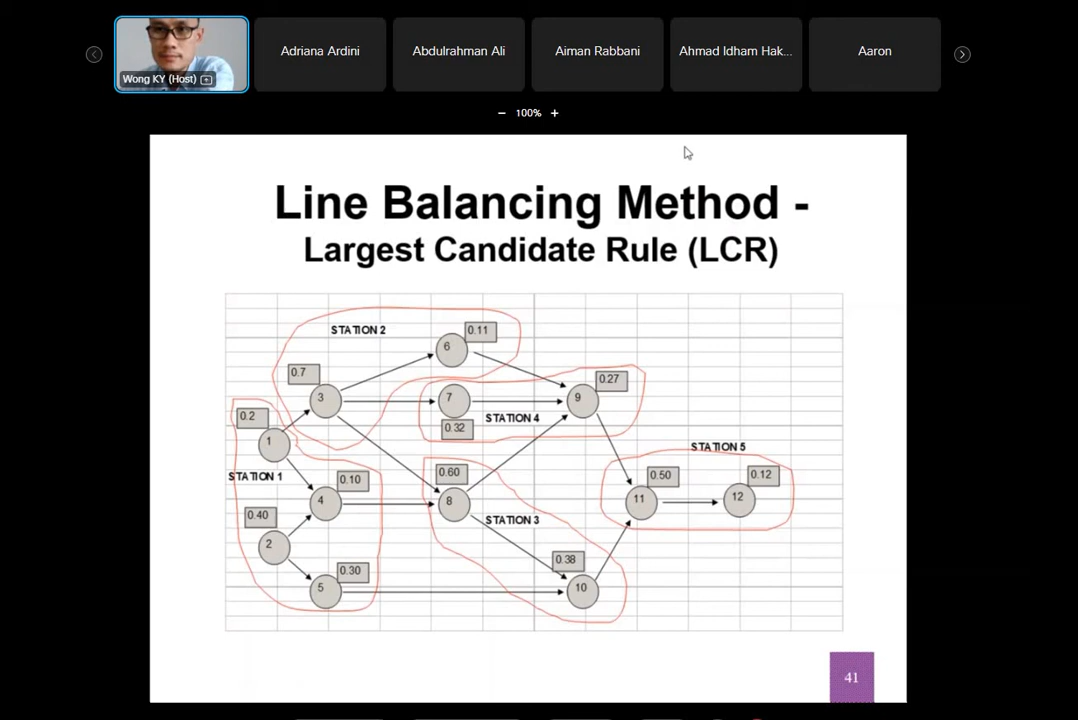 Wong KY (Host)
Adriana Ardini
Abdulrahman Ali
Aiman Rabbani
Ahmad Idham Hak...
Aaron
100%
Line Balancing Method -
Largest Candidate Rule (LCR)
STATION 2
0.11
6
0.7
3
7
0.32
0.27
9
STATION 4
0.2
1
STATION 1
0.10
4
0.40
2
0.30
5
0.60
8
STATION 3
0.38
10
STATION 5
0.50
11
0.12
12
41